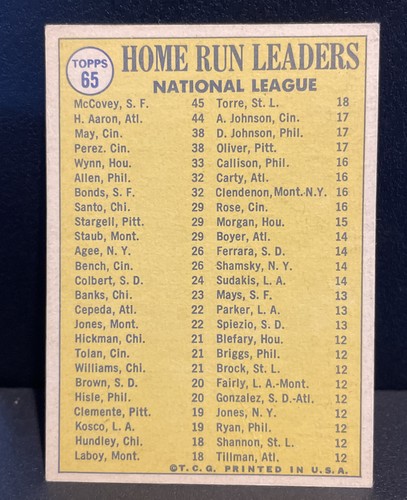 TOPPS
65
HOME RUN LEADERS
NATIONAL LEAGUE
McCovey, S. F. 45
H. Aaron, Atl. 44
May, Cin. 38
Perez. Cin. 38
Wynn, Hou. 33
Allen, Phil. 32
Bonds, S. F. 32
Santo, Chi. 29
Stargell, Pitt. 29
Staub, Mont. 29
Agee, N. Y. 26
Bench, Cin. 26
Colbert, S. D. 24
Banks, Chi. 23
Cepeda, Atl. 22
Jones, Mont. 22
Hickman, Chi. 21
Tolan, Cin. 21
Williams, Chi. 21
Brown, S. D. 20
Hisle, Phil. 20
Clemente, Pitt. 19
Kosco, L. A. 19
Hundley, Chi. 18
Laboy, Mont. 18
Torre, St. L. 18
A. Johnson, Cin. 17
D. Johnson, Phil. 17
Oliver, Pitt. 17
Callison, Phil. 16
Carty, Atl. 16
Clendenon, Mont.-N.Y. 16
Rose, Cin. 16
Morgan, Hou. 15
Boyer, Atl. 14
Ferrara, S. D. 14
Shamsky, N. Y. 14
Sudakis, L. A. 14
Mays, S. F. 13
Parker, L. A. 13
Spiezio, S. D. 13
Blefary, Hou. 12
Briggs, Phil. 12
Brock, St. L. 12
Fairly, L. A.-Mont. 12
Gonzalez, S. D.-Atl. 12
Jones, N. Y. 12
Ryan, Phil. 12
Shannon, St. L. 12
Tillman, Atl. 12
© T. C. G. PRINTED IN U. S. A.